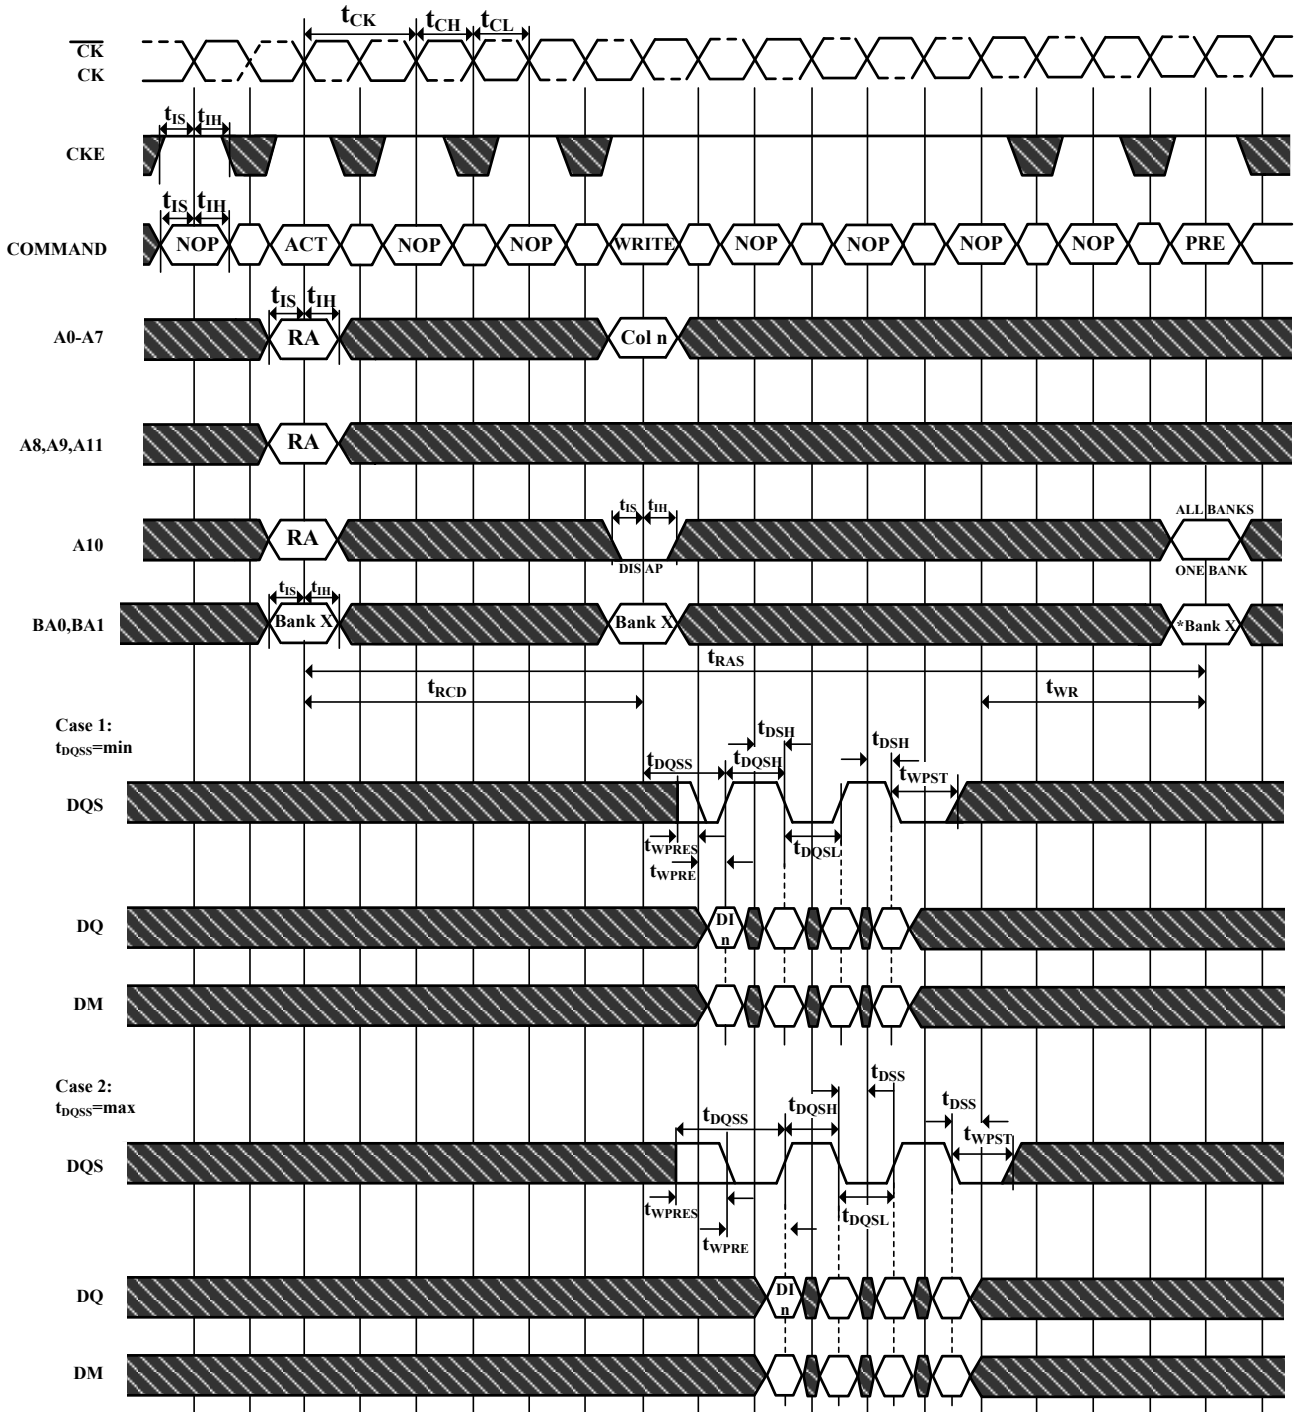 tCK tCH tCL
CK
CK
tIS tIH
CKE
tIS tIH
COMMAND NOP ACT NOP NOP WRITE NOP NOP NOP NOP PRE
tIS tIH
A0-A7 RA Col n
A8,A9,A11 RA
tIS tIH ALL BANKS
A10 RA
DIS AP ONE BANK
tIS tIH
BA0,BA1 Bank X Bank X *Bank X
tRAS
tRCD tWR
Case 1:
tDQSS=min
tDSH tDSH
tDQSS tDQSH tWPST
DQS
tWPRES tDQSL
tWPRE
DQ DI
n
DM
Case 2:
tDQSS=max
tDSS tDSS
tDQSS tDQSH tWPST
DQS
tWPRES tDQSL
tWPRE
DQ DI
n
DM